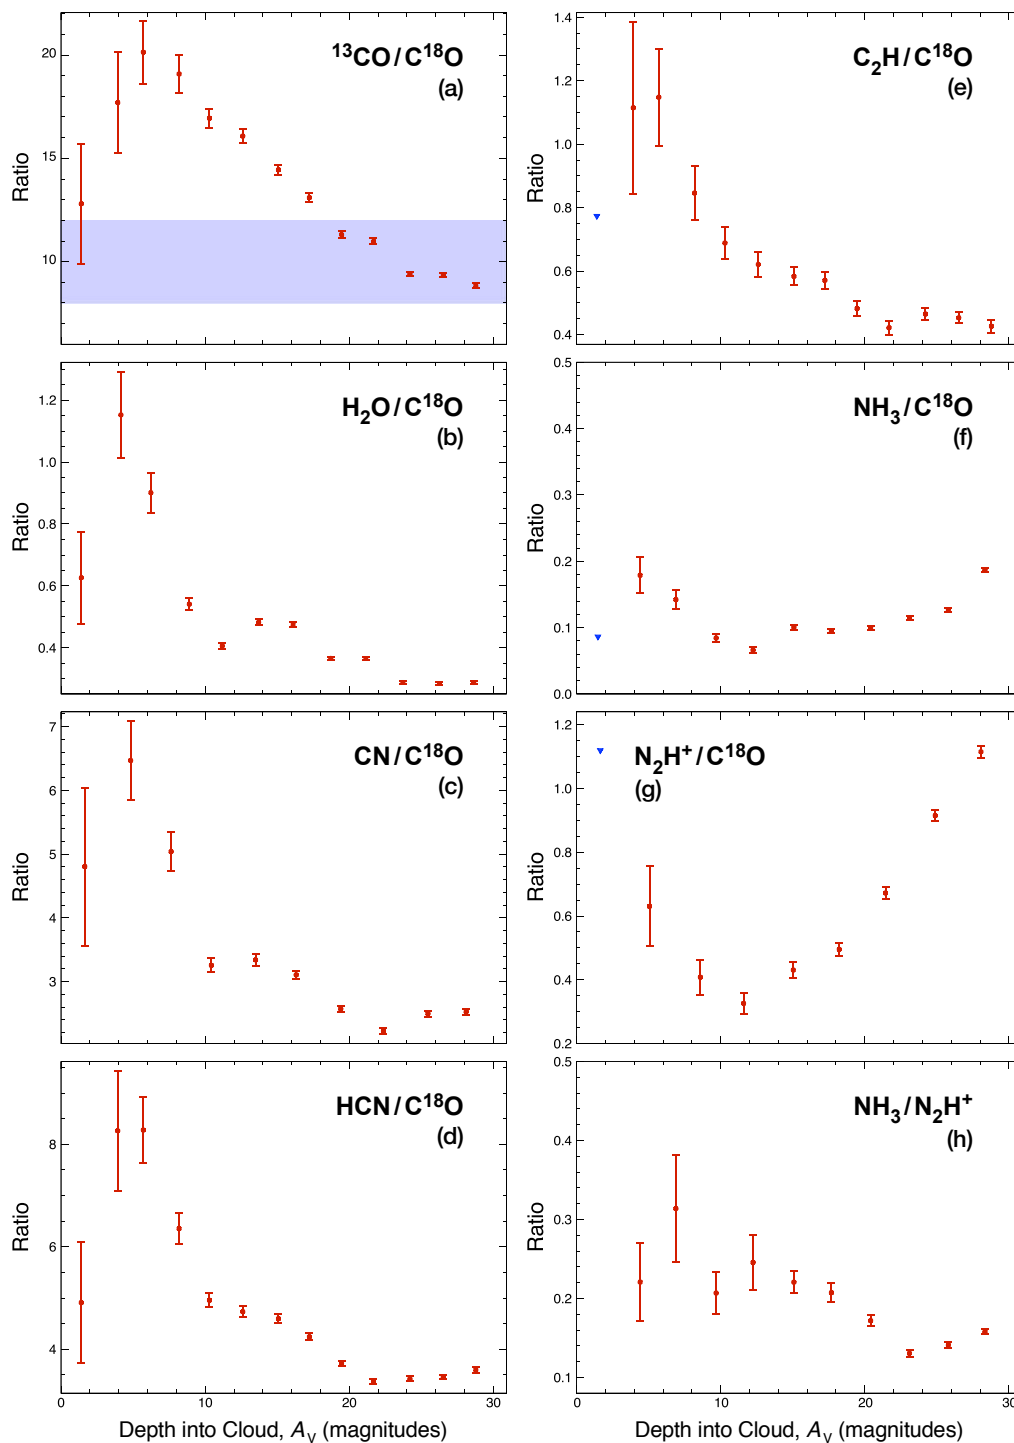 ¹³CO/C¹⁸O
(a)
Ratio
20
15
10
H₂O/C¹⁸O
(b)
Ratio
1.2
1.0
0.8
0.6
0.4
CN/C¹⁸O
(c)
Ratio
7
6
5
4
3
HCN/C¹⁸O
(d)
Ratio
8
6
4
0
10
20
30
Depth into Cloud, A_V (magnitudes)
C₂H/C¹⁸O
(e)
Ratio
1.4
1.2
1.0
0.8
0.6
0.4
NH₃/C¹⁸O
(f)
Ratio
0.5
0.4
0.3
0.2
0.1
0.0
N₂H⁺/C¹⁸O
(g)
Ratio
1.2
1.0
0.8
0.6
0.4
0.2
NH₃/N₂H⁺
(h)
Ratio
0.5
0.4
0.3
0.2
0.1
0
10
20
30
Depth into Cloud, A_V (magnitudes)